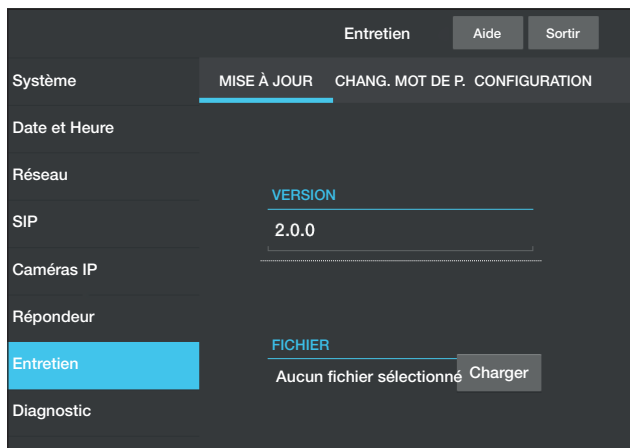 Entretien Aide Sortir
Système
Date et Heure
Réseau
SIP
Caméras IP
Répondeur
Entretien
Diagnostic
MISE À JOUR CHANG. MOT DE P. CONFIGURATION
VERSION
2.0.0
FICHIER
Aucun fichier sélectionné Charger